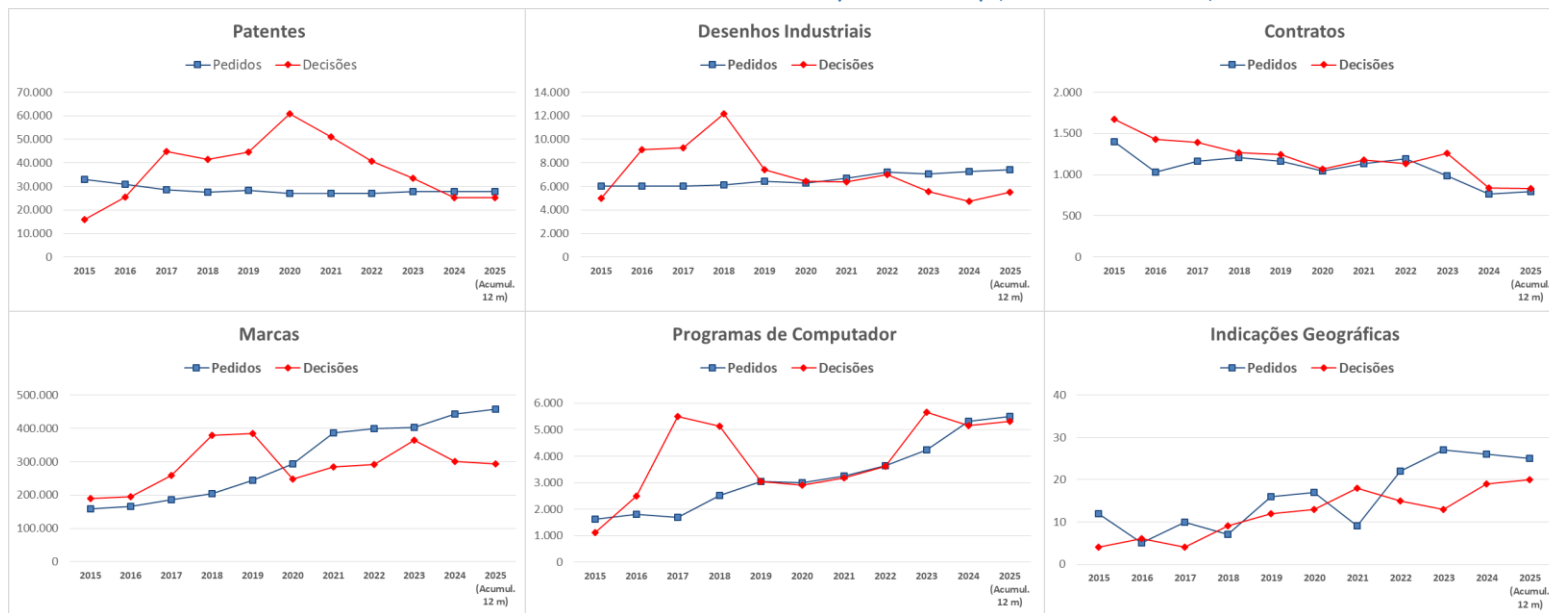 Patentes
Pedidos Decisões
70.000
60.000
50.000
40.000
30.000
20.000
10.000
0
2015 2016 2017 2018 2019 2020 2021 2022 2023 2024 2025
(Acumul.
12 m)
Desenhos Industriais
Pedidos Decisões
14.000
12.000
10.000
8.000
6.000
4.000
2.000
0
2015 2016 2017 2018 2019 2020 2021 2022 2023 2024 2025
(Acumul.
12 m)
Contratos
Pedidos Decisões
2.000
1.500
1.000
500
0
2015 2016 2017 2018 2019 2020 2021 2022 2023 2024 2025
(Acumul.
12 m)
Marcas
Pedidos Decisões
500.000
400.000
300.000
200.000
100.000
0
2015 2016 2017 2018 2019 2020 2021 2022 2023 2024 2025
(Acumul.
12 m)
Programas de Computador
Pedidos Decisões
6.000
5.000
4.000
3.000
2.000
1.000
0
2015 2016 2017 2018 2019 2020 2021 2022 2023 2024 2025
(Acumul.
12 m)
Indicações Geográficas
Pedidos Decisões
40
30
20
10
0
2015 2016 2017 2018 2019 2020 2021 2022 2023 2024 2025
(Acumul.
12 m)